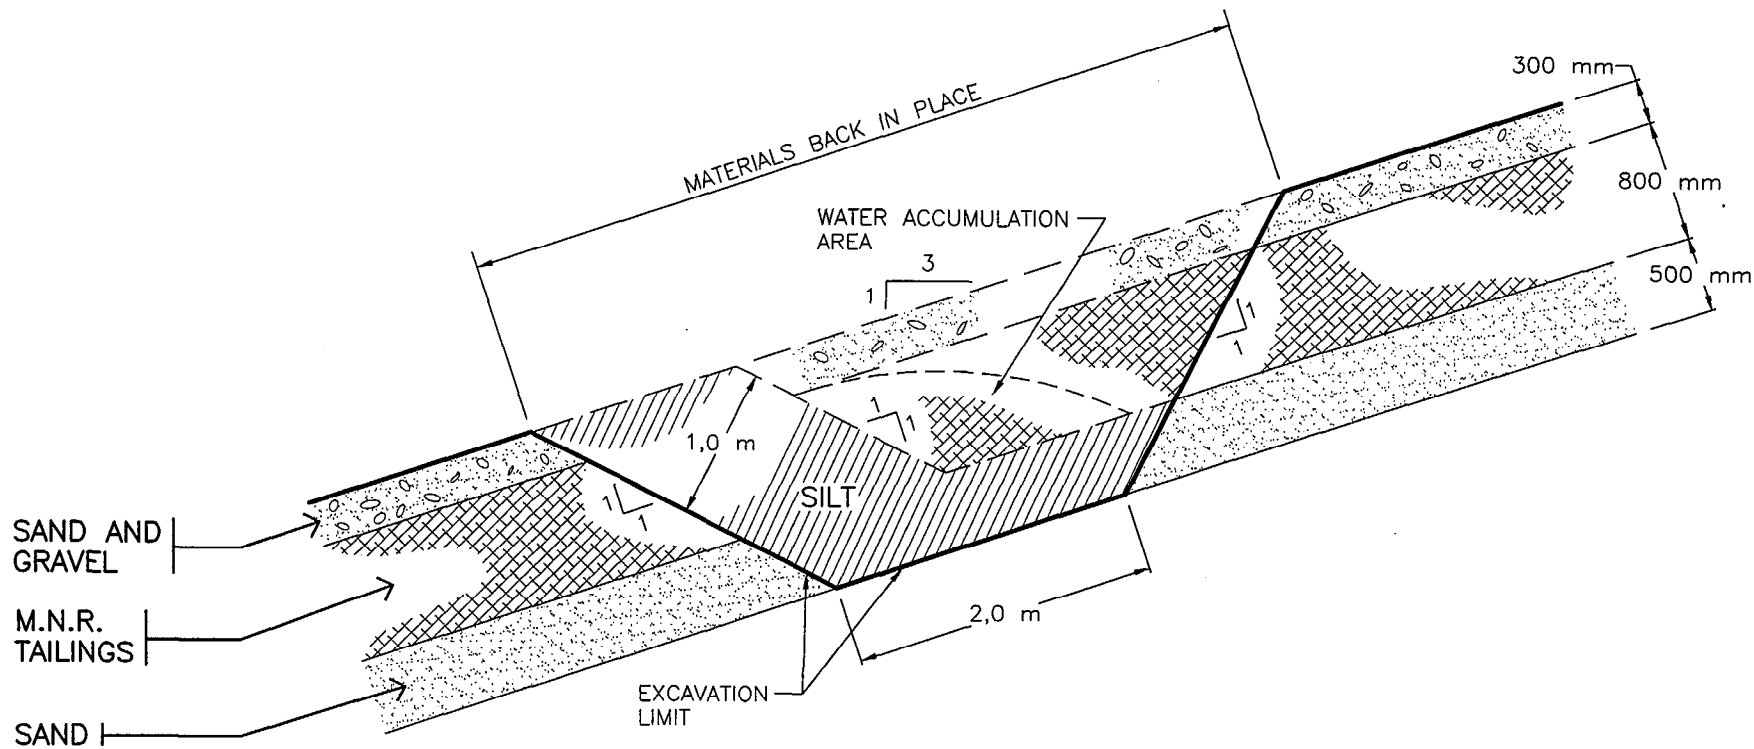 300 mm
MATERIALS BACK IN PLACE
800 mm
WATER ACCUMULATION
AREA
3
1
500 mm
1
1
1
1
1,0 m
SILT
1
1
SAND AND
GRAVEL
2,0 m
M.N.R.
TAILINGS
EXCAVATION
LIMIT
SAND